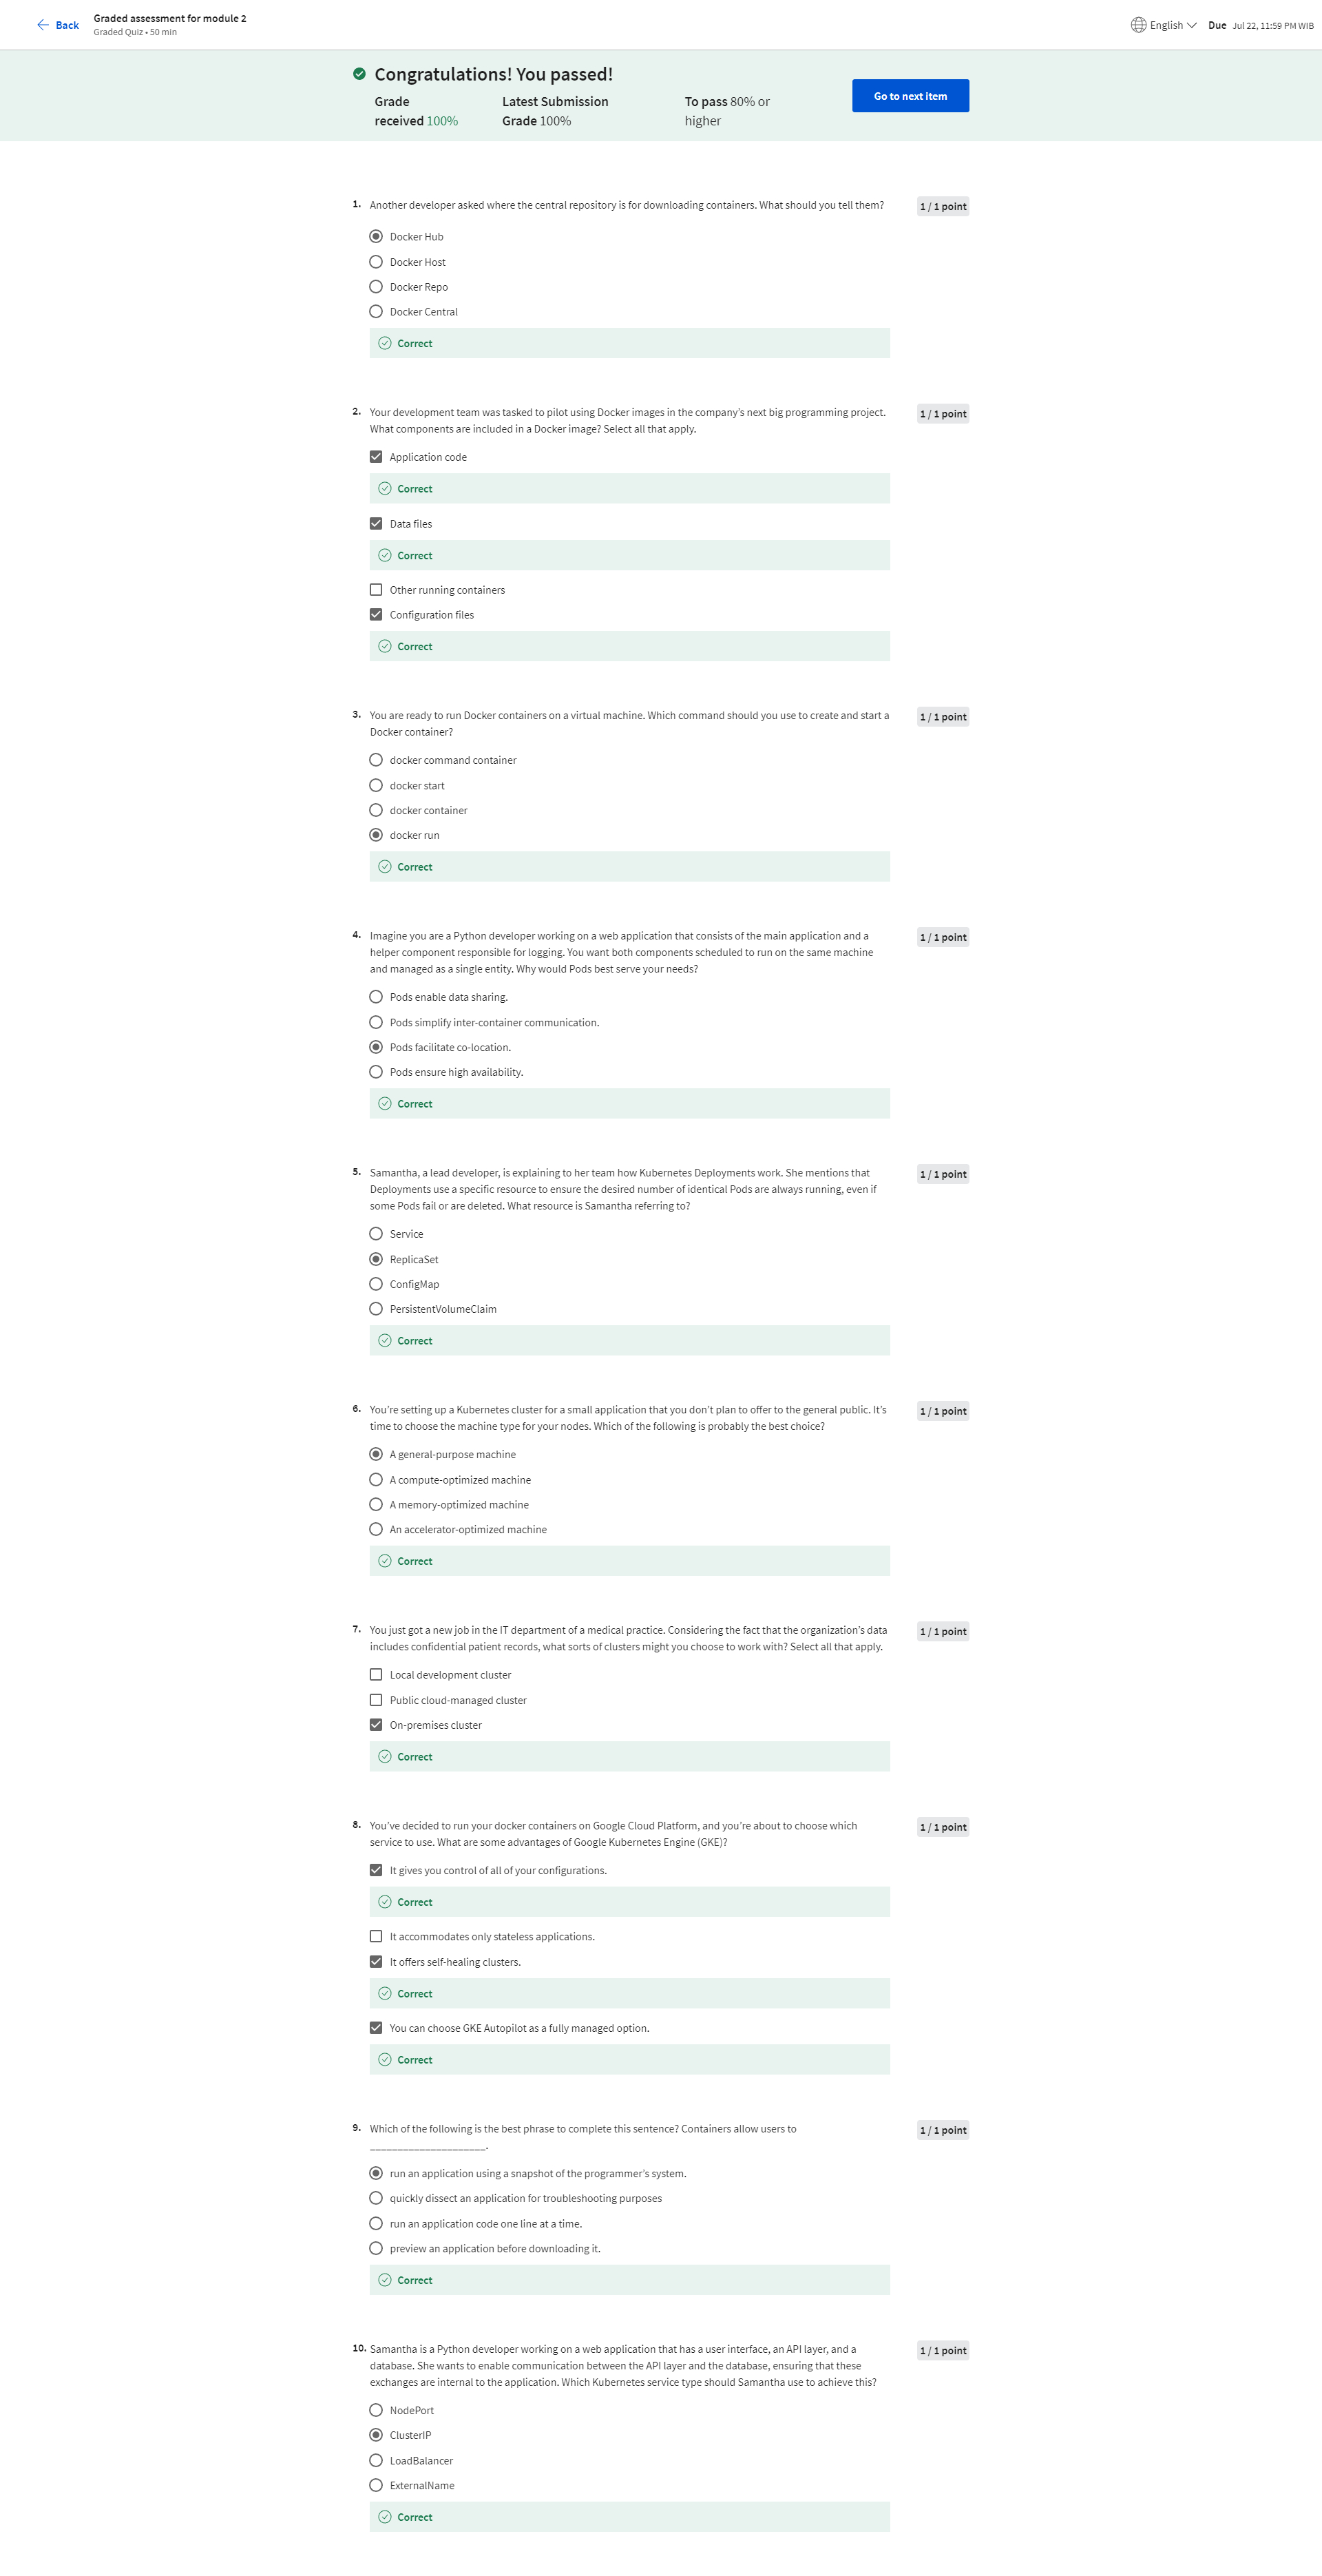 Back
Graded assessment for module 2
Graded Quiz • 50 min
English
Due Jul 22, 11:59 PM WIB
Congratulations! You passed!
Grade
received 100%
Latest Submission
Grade 100%
To pass 80% or
higher
Go to next item
1. Another developer asked where the central repository is for downloading containers. What should you tell them?
1 / 1 point
Docker Hub
Docker Host
Docker Repo
Docker Central
Correct
2. Your development team was tasked to pilot using Docker images in the company’s next big programming project.
What components are included in a Docker image? Select all that apply.
1 / 1 point
Application code
Correct
Data files
Correct
Other running containers
Configuration files
Correct
3. You are ready to run Docker containers on a virtual machine. Which command should you use to create and start a
Docker container?
1 / 1 point
docker command container
docker start
docker container
docker run
Correct
4. Imagine you are a Python developer working on a web application that consists of the main application and a
helper component responsible for logging. You want both components scheduled to run on the same machine
and managed as a single entity. Why would Pods best serve your needs?
1 / 1 point
Pods enable data sharing.
Pods simplify inter-container communication.
Pods facilitate co-location.
Pods ensure high availability.
Correct
5. Samantha, a lead developer, is explaining to her team how Kubernetes Deployments work. She mentions that
Deployments use a specific resource to ensure the desired number of identical Pods are always running, even if
some Pods fail or are deleted. What resource is Samantha referring to?
1 / 1 point
Service
ReplicaSet
ConfigMap
PersistentVolumeClaim
Correct
6. You’re setting up a Kubernetes cluster for a small application that you don’t plan to offer to the general public. It’s
time to choose the machine type for your nodes. Which of the following is probably the best choice?
1 / 1 point
A general-purpose machine
A compute-optimized machine
A memory-optimized machine
An accelerator-optimized machine
Correct
7. You just got a new job in the IT department of a medical practice. Considering the fact that the organization’s data
includes confidential patient records, what sorts of clusters might you choose to work with? Select all that apply.
1 / 1 point
Local development cluster
Public cloud-managed cluster
On-premises cluster
Correct
8. You’ve decided to run your docker containers on Google Cloud Platform, and you’re about to choose which
service to use. What are some advantages of Google Kubernetes Engine (GKE)?
1 / 1 point
It gives you control of all of your configurations.
Correct
It accommodates only stateless applications.
It offers self-healing clusters.
Correct
You can choose GKE Autopilot as a fully managed option.
Correct
9. Which of the following is the best phrase to complete this sentence? Containers allow users to
_____________________.
1 / 1 point
run an application using a snapshot of the programmer’s system.
quickly dissect an application for troubleshooting purposes
run an application code one line at a time.
preview an application before downloading it.
Correct
10. Samantha is a Python developer working on a web application that has a user interface, an API layer, and a
database. She wants to enable communication between the API layer and the database, ensuring that these
exchanges are internal to the application. Which Kubernetes service type should Samantha use to achieve this?
1 / 1 point
NodePort
ClusterIP
LoadBalancer
ExternalName
Correct